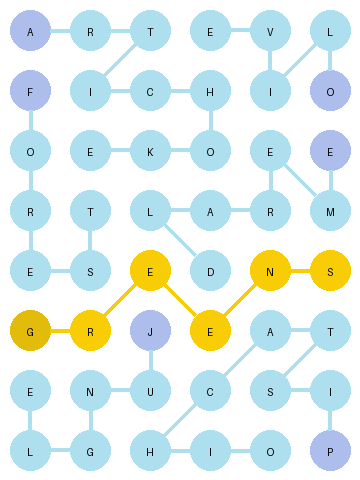 A R T E V L
F I C H I O
O E K O E E
R T L A R M
E S E D N S
G R J E A T
E N U C S I
L G H I O P